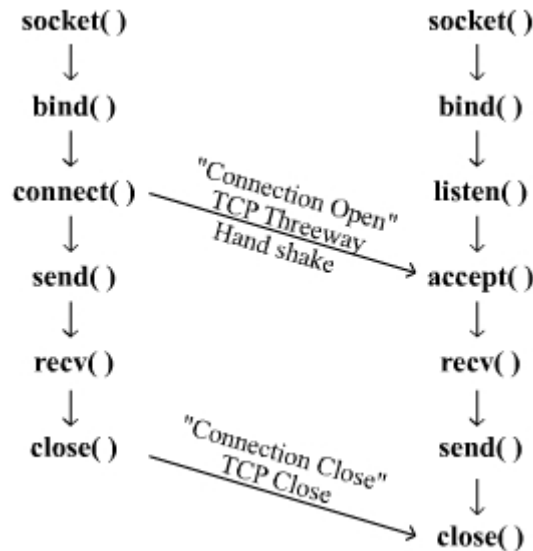 socket( )
bind( )
connect( )
send( )
recv( )
close( )
"Connection Open"
TCP Threeway
Hand shake
"Connection Close"
TCP Close
socket( )
bind( )
listen( )
accept( )
recv( )
send( )
close( )